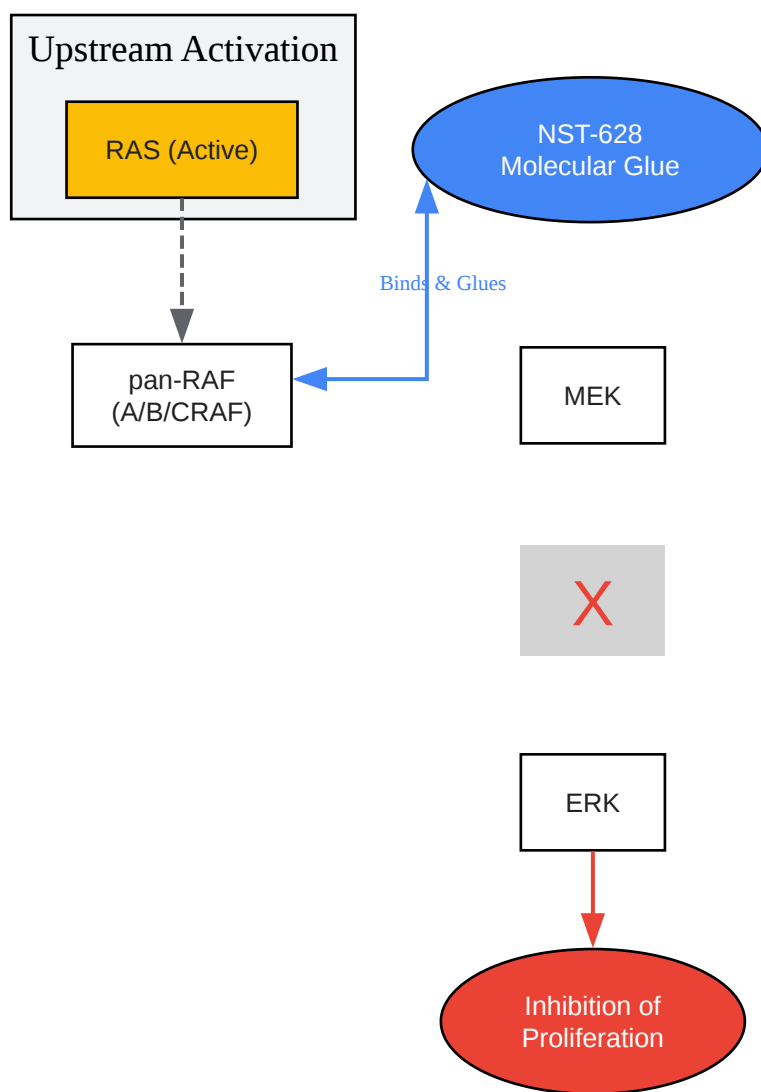 Upstream Activation
RAS (Active)
NST-628
Molecular Glue
Binds & Glues
pan-RAF
(A/B/CRAF)
MEK
X
ERK
Inhibition of
Proliferation